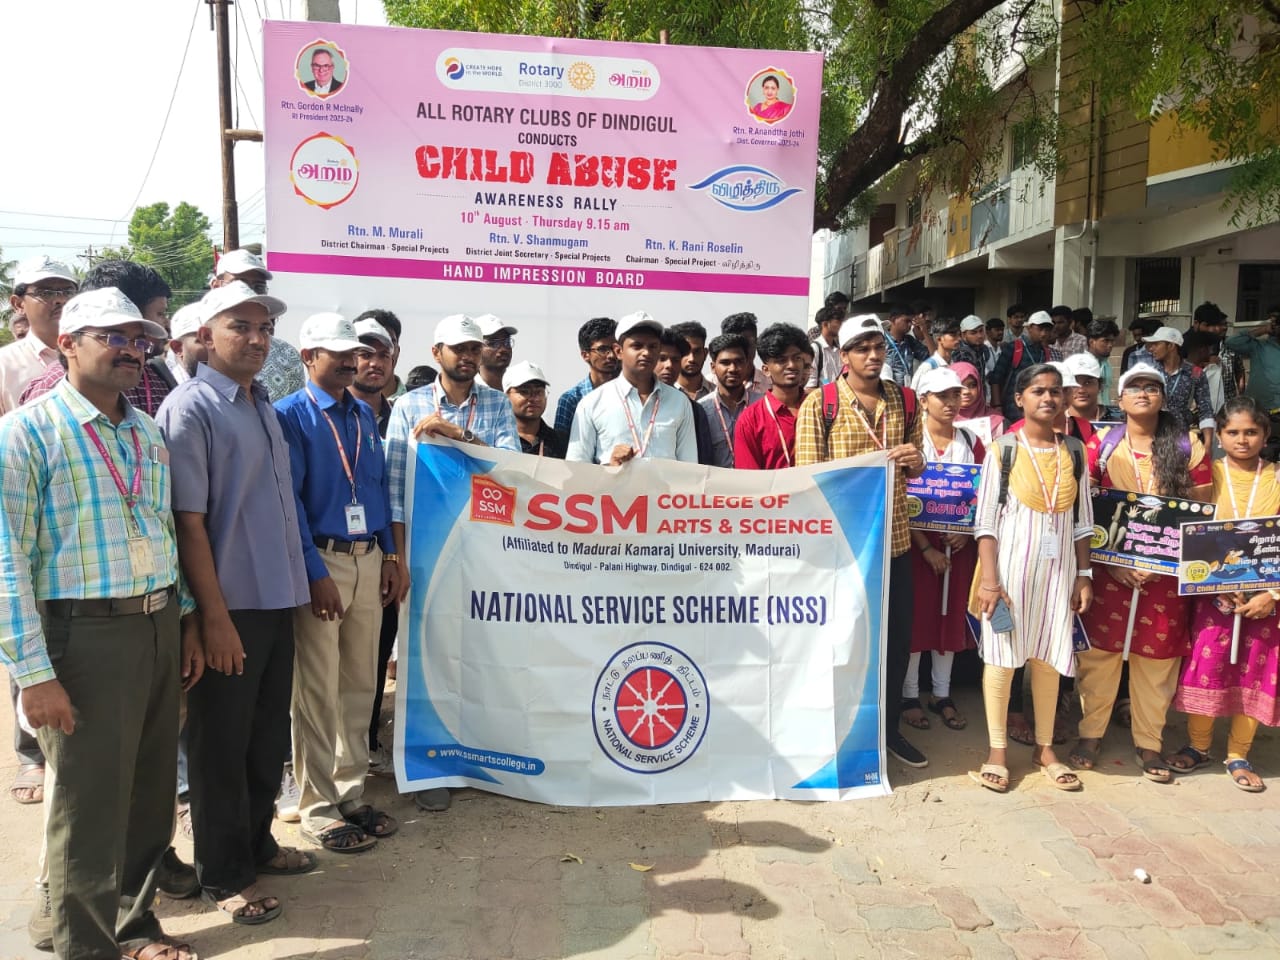 CREATE HOPE
in the WORLD
Rotary
District 3000
அறம்
Rtn. Gordon R McInally
RI President 2023-24
Rtn. R.Anandtha Jothi
Dist. Governor 2023-24
ALL ROTARY CLUBS OF DINDIGUL
CONDUCTS
CHILD ABUSE
AWARENESS RALLY
அறம்
விழித்திரு
10th August - Thursday 9.15 am
Rtn. M. Murali
District Chairman - Special Projects
Rtn. V. Shanmugam
District Joint Secretary - Special Projects
Rtn. K. Rani Roselin
Chairman - Special Project - விழித்திரு
HAND IMPRESSION BOARD
SSM
SSM COLLEGE OF
ARTS & SCIENCE
(Affiliated to Madurai Kamaraj University, Madurai)
Dindigul - Palani Highway, Dindigul - 624 002.
NATIONAL SERVICE SCHEME (NSS)
நாட்டு நலப்பணித் திட்டம்
NATIONAL SERVICE SCHEME
www.ssmartscollege.in
சொல்
Child Abuse Awareness
Child Abuse Awareness
1098
Child Abuse Awareness